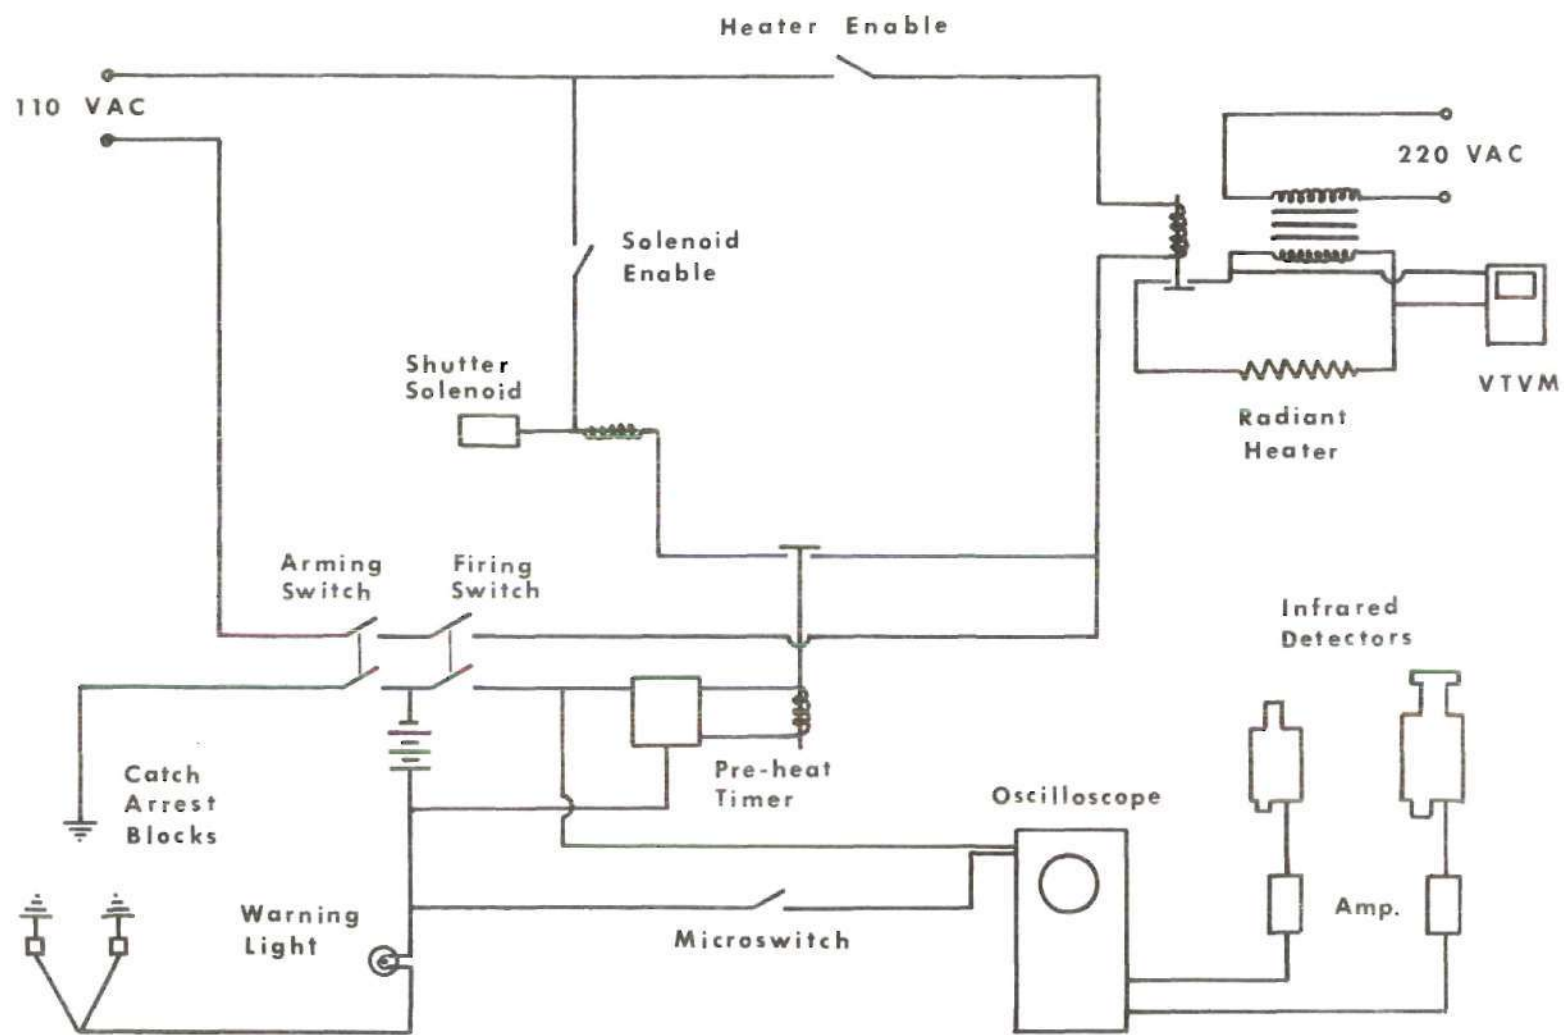 Heater Enable
110 VAC
220 VAC
Solenoid
Enable
Shutter
Solenoid
VTVM
Radiant
Heater
Arming
Switch
Firing
Switch
Infrared
Detectors
Catch
Arrest
Blocks
Pre-heat
Timer
Oscilloscope
Warning
Light
Microswitch
Amp.